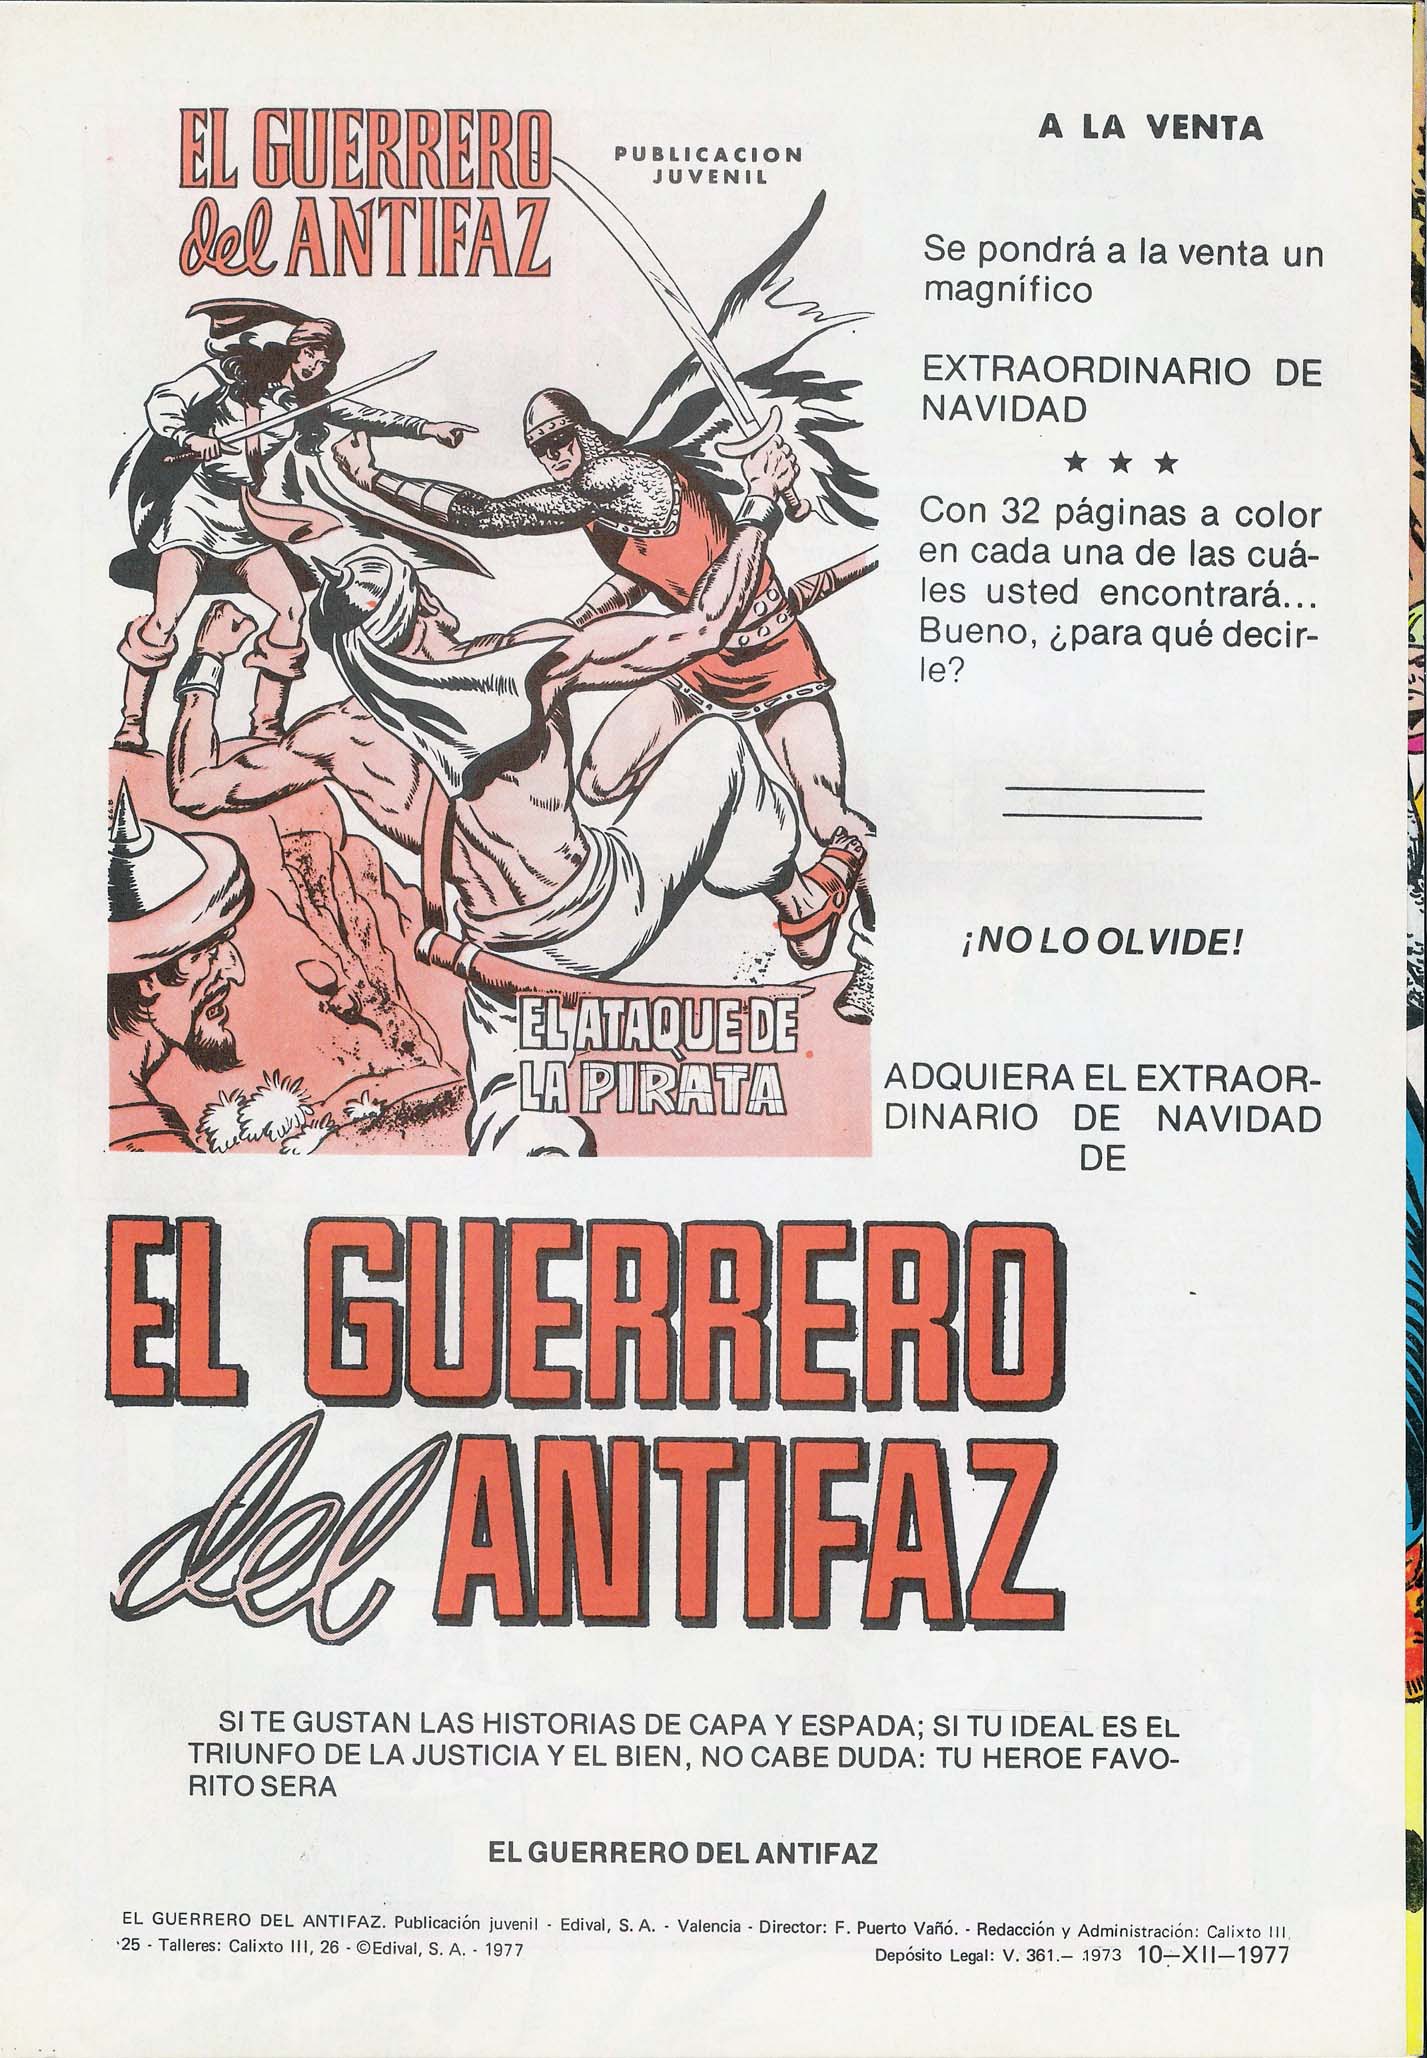 EL GUERRERO
del ANTIFAZ
PUBLICACION
JUVENIL
EL ATAQUE DE
LA PIRATA
A LA VENTA
Se pondrá a la venta un
magnífico
EXTRAORDINARIO DE
NAVIDAD
★ ★ ★
Con 32 páginas a color
en cada una de las cuá-
les usted encontrará...
Bueno, ¿para qué decir-
le?
¡NO LO OLVIDE!
ADQUIERA EL EXTRAOR-
DINARIO DE NAVIDAD
DE
EL GUERRERO
del ANTIFAZ
SI TE GUSTAN LAS HISTORIAS DE CAPA Y ESPADA; SI TU IDEAL ES EL
TRIUNFO DE LA JUSTICIA Y EL BIEN, NO CABE DUDA: TU HEROE FAVO-
RITO SERA
EL GUERRERO DEL ANTIFAZ
EL GUERRERO DEL ANTIFAZ. Publicación juvenil - Edival, S. A. - Valencia - Director: F. Puerto Vañó. - Redacción y Administración: Calixto III,
25 - Talleres: Calixto III, 26 - ©Edival, S. A. - 1977
Depósito Legal: V. 361.— 1973 10—XII—1977